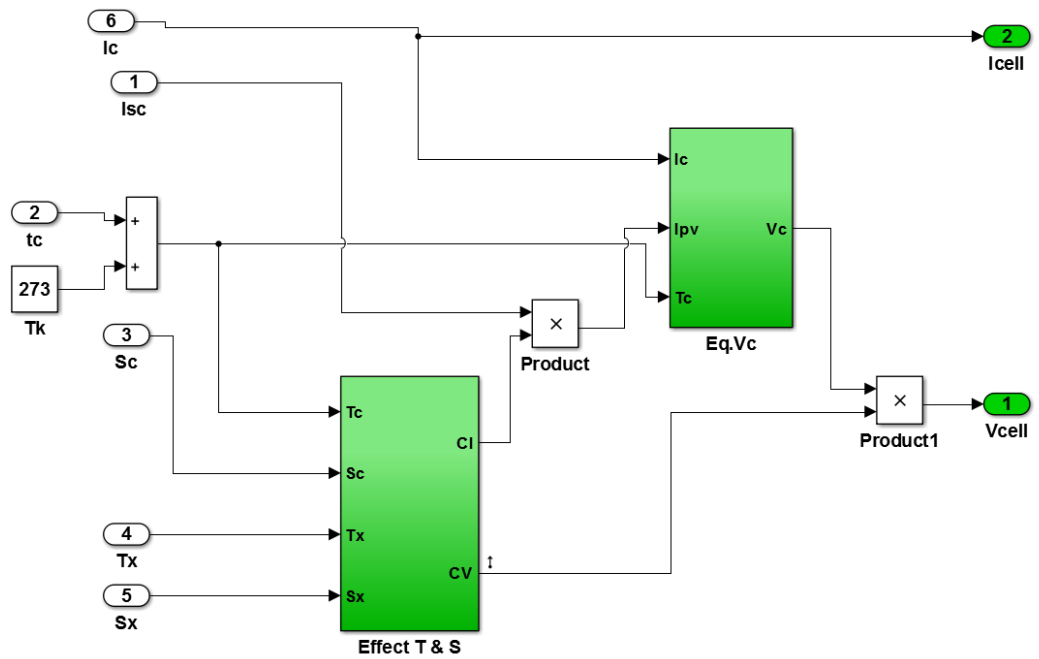 6
Ic
2
Icell
1
Isc
Ic
Ipv
Vc
Tc
Eq.Vc
2
tc
+
+
273
Tk
3
Sc
×
Product
Tc
CI
Sc
Tx
CV
Sx
Effect T & S
×
Product1
1
Vcell
4
Tx
5
Sx